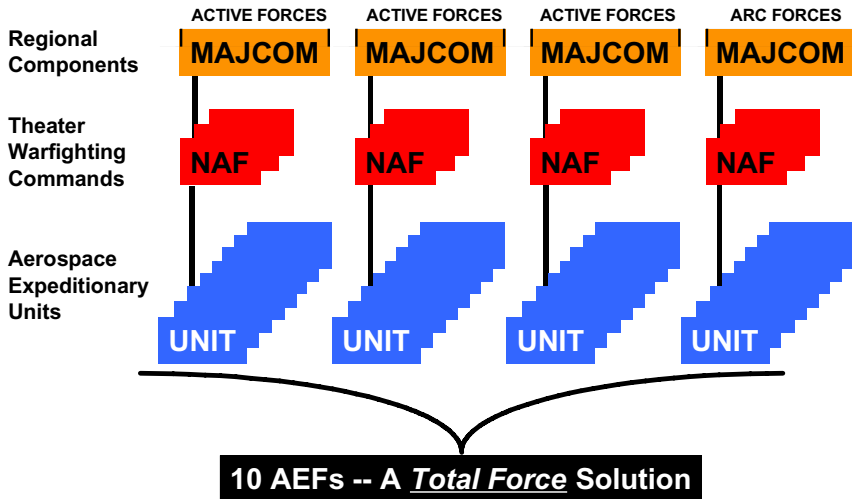 ACTIVE FORCES ACTIVE FORCES ACTIVE FORCES ARC FORCES
Regional
Components
MAJCOM MAJCOM MAJCOM MAJCOM
Theater
Warfighting
Commands
NAF NAF NAF NAF
Aerospace
Expeditionary
Units
UNIT UNIT UNIT UNIT
10 AEFs -- A Total Force Solution